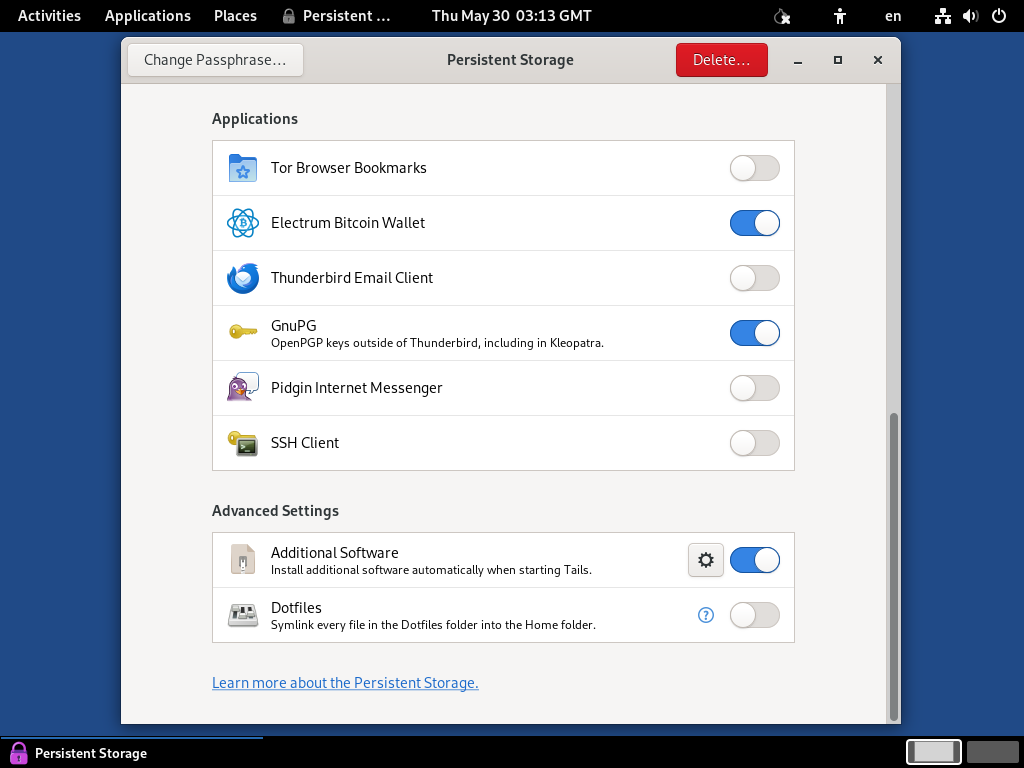 Activities Applications Places Persistent ... Thu May 30 03:13 GMT en
Change Passphrase... Persistent Storage Delete...
Applications
Tor Browser Bookmarks
Electrum Bitcoin Wallet
Thunderbird Email Client
GnuPG
OpenPGP keys outside of Thunderbird, including in Kleopatra.
Pidgin Internet Messenger
SSH Client
Advanced Settings
Additional Software
Install additional software automatically when starting Tails.
Dotfiles
Symlink every file in the Dotfiles folder into the Home folder.
Learn more about the Persistent Storage.
Persistent Storage